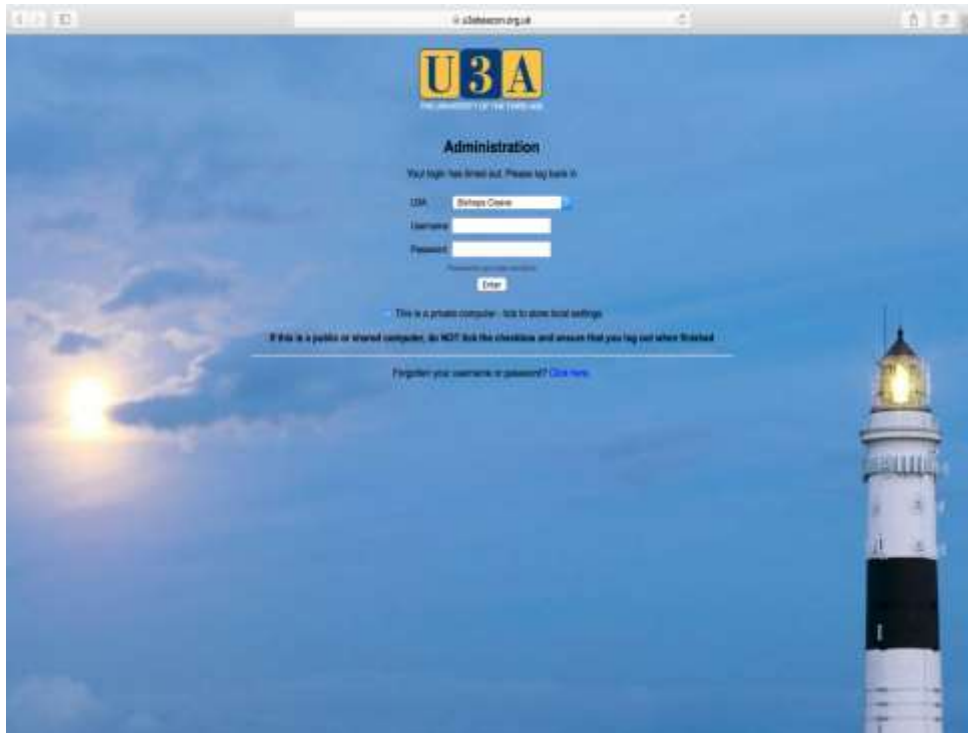 u3abeacon.org.uk
U3A
THE UNIVERSITY OF THE THIRD AGE
Administration
Your login has timed out. Please log back in
U3A Bishops Cleeve
Username
Password
Enter
This is a private computer - tick to store local settings
If this is a public or shared computer, do NOT tick the checkbox and ensure that you log out when finished
Forgotten your username or password? Click here.